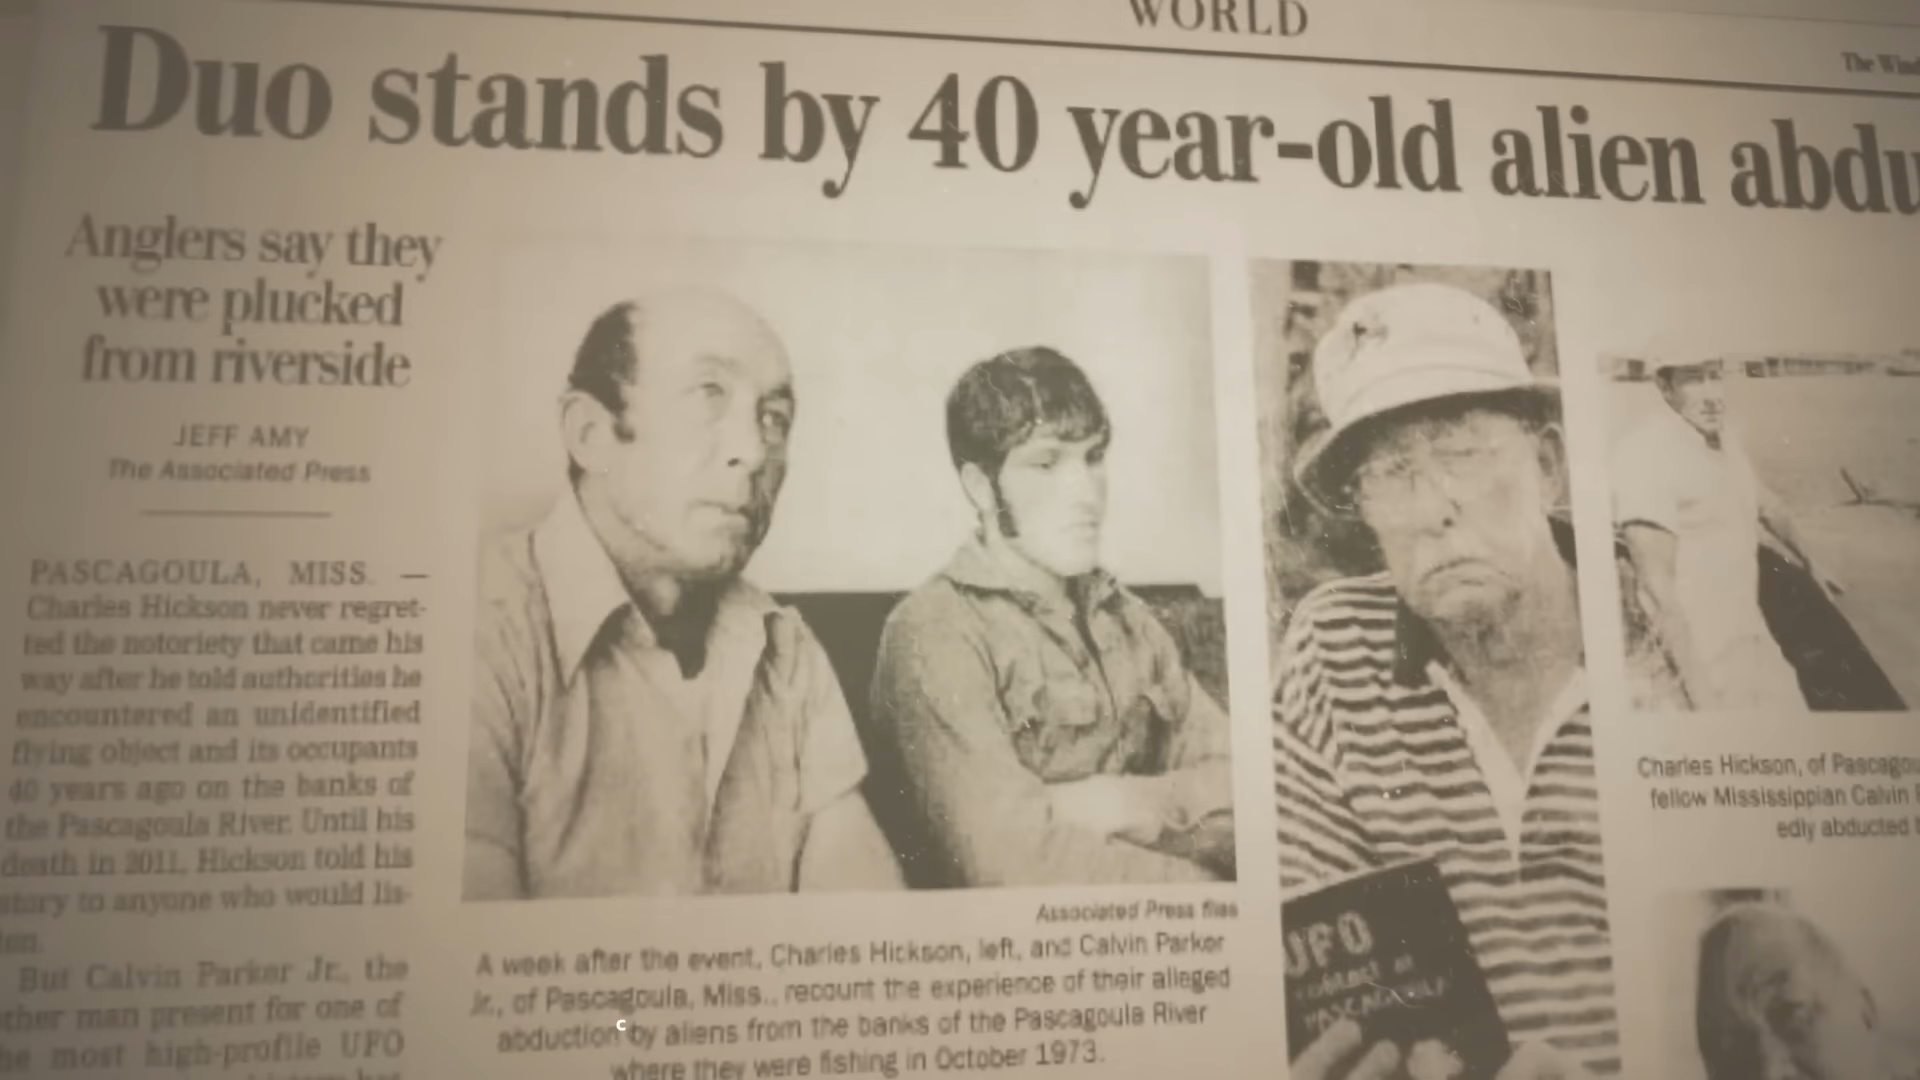 WORLD
The Wind
Duo stands by 40 year-old alien abdu
Anglers say they
were plucked
from riverside
JEFF AMY
The Associated Press
PASCAGOULA, MISS. —
Charles Hickson never regret-
ted the notoriety that came his
way after he told authorities he
encountered an unidentified
flying object and its occupants
40 years ago on the banks of
the Pascagoula River. Until his
death in 2011, Hickson told his
story to anyone who would lis-
ten.
But Calvin Parker Jr., the
other man present for one of
the most high-profile UFO
Associated Press files
A week after the event, Charles Hickson, left, and Calvin Parker
Jr., of Pascagoula, Miss., recount the experience of their alleged
abduction by aliens from the banks of the Pascagoula River
where they were fishing in October 1973.
c
UFO
CONTACT AT
PASCAGOULA
Charles Hickson, of Pascagou
fellow Mississippian Calvin P
edly abducted b